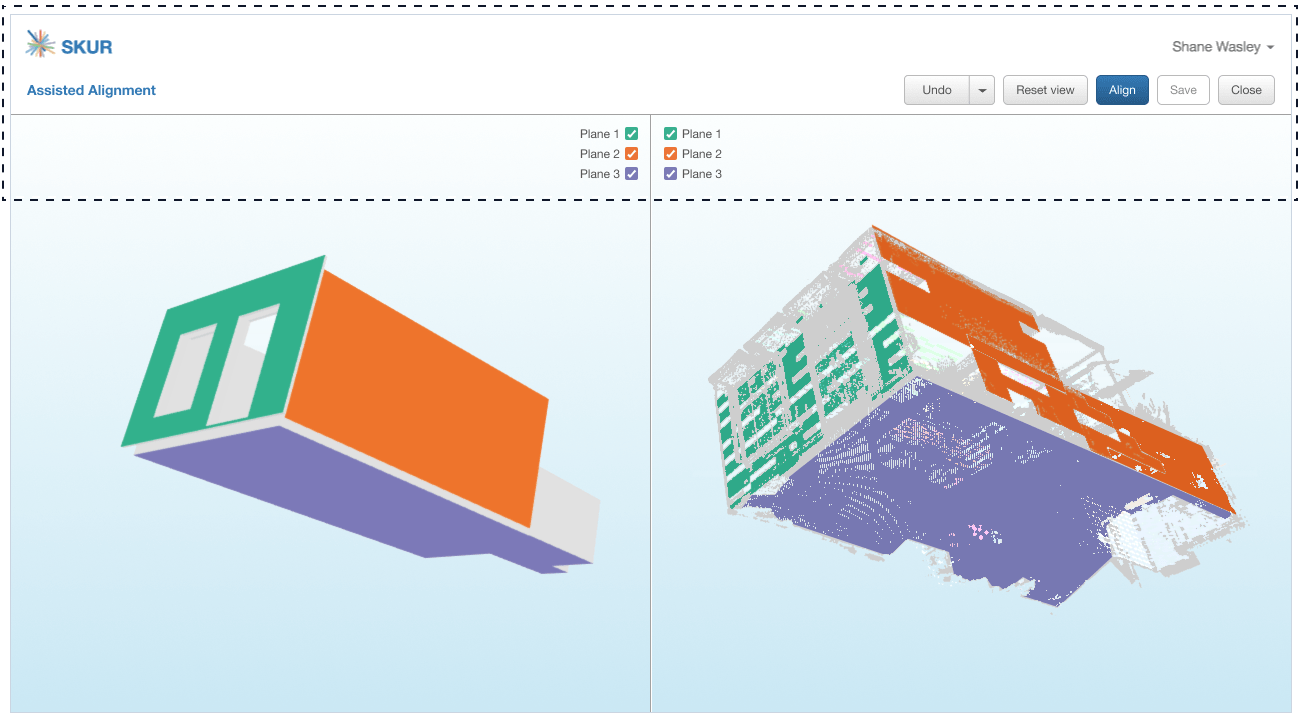 SKUR
Shane Wasley
Assisted Alignment
Undo
Reset view
Align
Save
Close
Plane 1
Plane 2
Plane 3
Plane 1
Plane 2
Plane 3